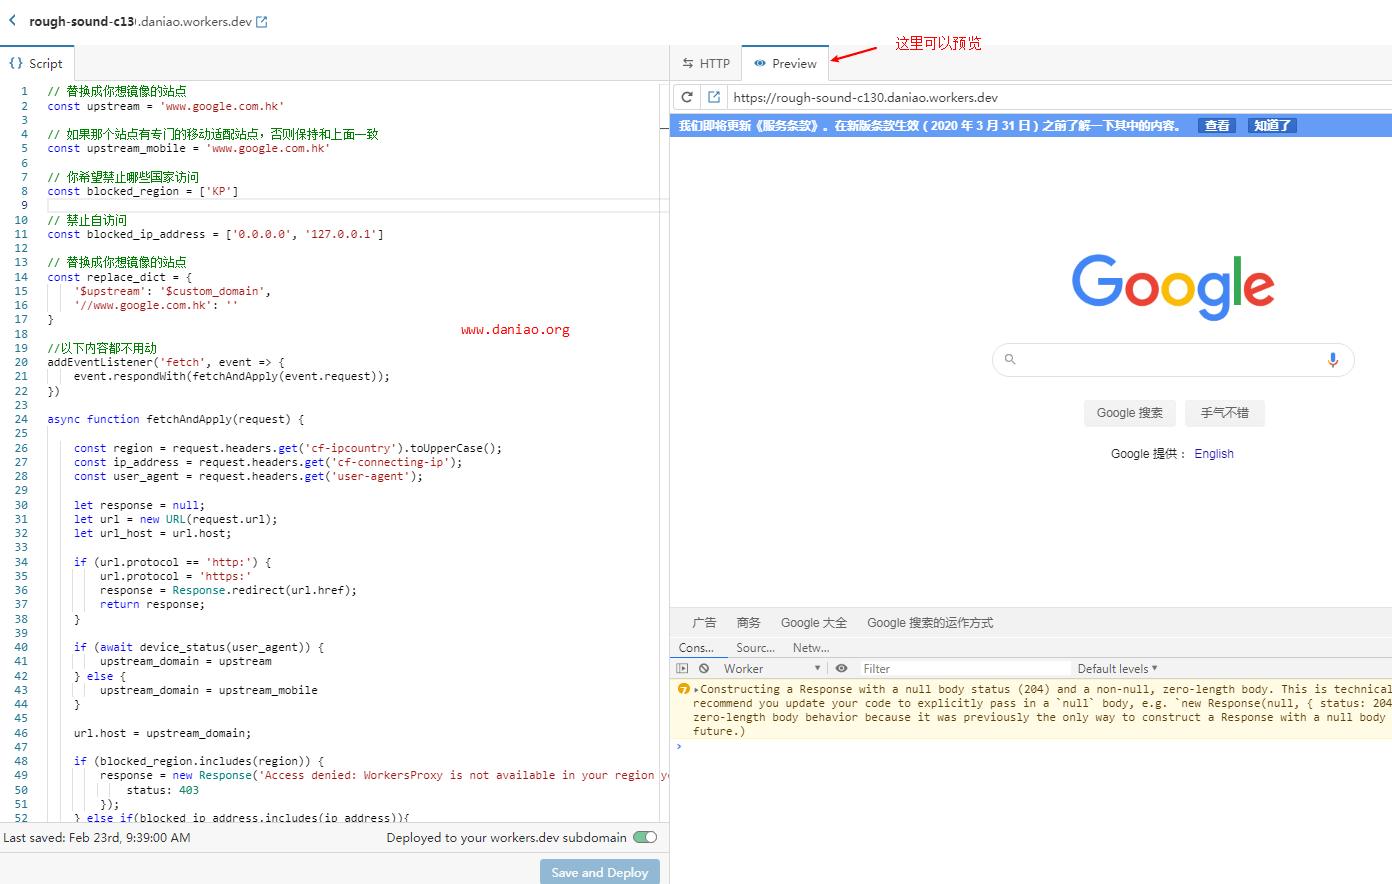 rough-sound-c130.daniao.workers.dev
这里可以预览
{} Script
HTTP
Preview
https://rough-sound-c130.daniao.workers.dev
我们即将更新《服务条款》。在新版条款生效（2020 年 3 月 31 日）之前了解一下其中的内容。 查看 知道了
1 // 替换成你想镜像的站点
2 const upstream = 'www.google.com.hk'
3
4 // 如果那个站点有专门的移动适配站点，否则保持和上面一致
5 const upstream_mobile = 'www.google.com.hk'
6
7 // 你希望禁止哪些国家访问
8 const blocked_region = ['KP']
9
10 // 禁止自访问
11 const blocked_ip_address = ['0.0.0.0', '127.0.0.1']
12
13 // 替换成你想镜像的站点
14 const replace_dict = {
15 '$upstream': '$custom_domain',
16 '//www.google.com.hk': ''
17 }
18
www.daniao.org
19 //以下内容都不用动
20 addEventListener('fetch', event => {
21 event.respondWith(fetchAndApply(event.request));
22 })
23
24 async function fetchAndApply(request) {
25
26 const region = request.headers.get('cf-ipcountry').toUpperCase();
27 const ip_address = request.headers.get('cf-connecting-ip');
28 const user_agent = request.headers.get('user-agent');
29
30 let response = null;
31 let url = new URL(request.url);
32 let url_host = url.host;
33
34 if (url.protocol == 'http:') {
35 url.protocol = 'https:'
36 response = Response.redirect(url.href);
37 return response;
38 }
39
40 if (await device_status(user_agent)) {
41 upstream_domain = upstream
42 } else {
43 upstream_domain = upstream_mobile
44 }
45
46 url.host = upstream_domain;
47
48 if (blocked_region.includes(region)) {
49 response = new Response('Access denied: WorkersProxy is not available in your region y
50 status: 403
51 });
52 } else if(blocked_ip_address.includes(ip_address)){
Last saved: Feb 23rd, 9:39:00 AM
Deployed to your workers.dev subdomain
Save and Deploy
Google
Google 搜索
手气不错
Google 提供： English
广告 商务 Google 大全 Google 搜索的运作方式
Cons... Sourc... Netw...
Worker
Filter
Default levels
7 Constructing a Response with a null body status (204) and a non-null, zero-length body. This is technical
recommend you update your code to explicitly pass in a `null` body, e.g. `new Response(null, { status: 204
zero-length body behavior because it was previously the only way to construct a Response with a null body
future.)